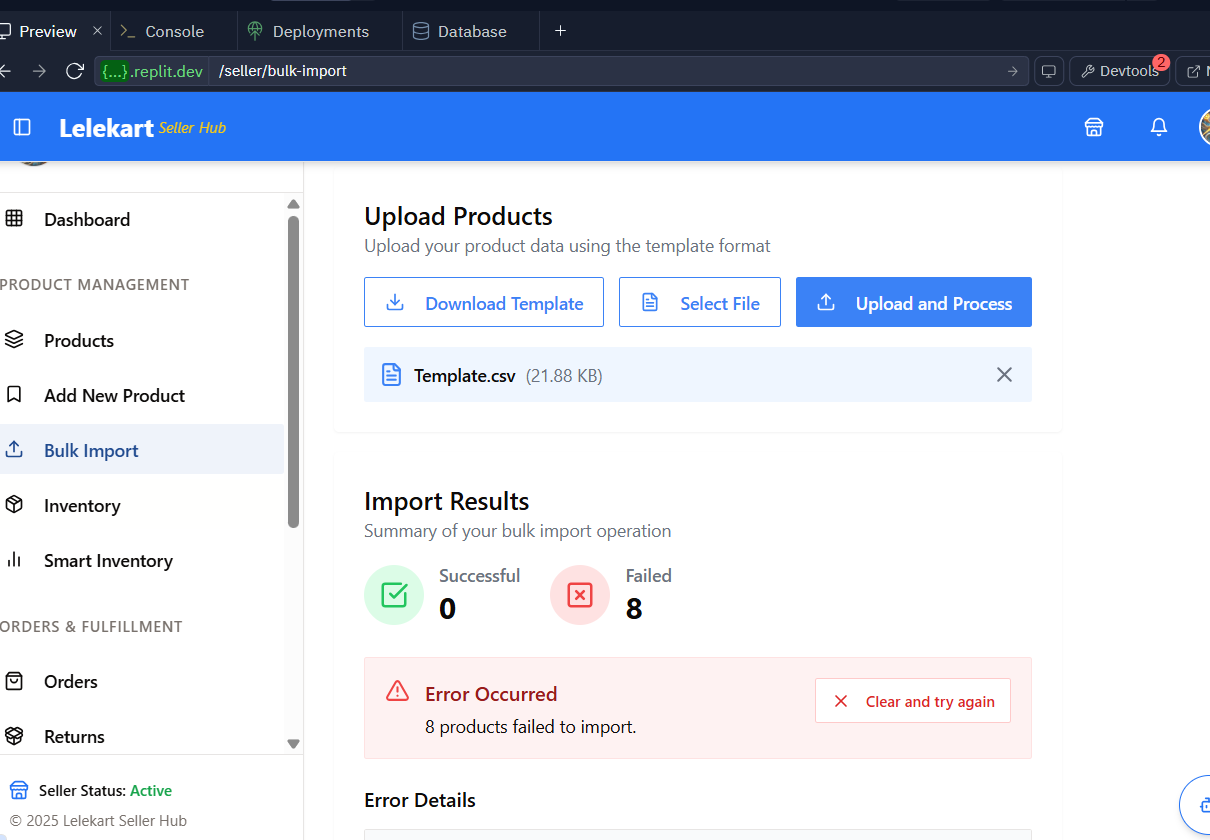 Preview
Console
Deployments
Database
{...}.replit.dev /seller/bulk-import
Devtools 2
Lelekart Seller Hub
Dashboard
PRODUCT MANAGEMENT
Products
Add New Product
Bulk Import
Inventory
Smart Inventory
ORDERS & FULFILLMENT
Orders
Returns
Seller Status: Active
© 2025 Lelekart Seller Hub
Upload Products
Upload your product data using the template format
Download Template
Select File
Upload and Process
Template.csv (21.88 KB)
Import Results
Summary of your bulk import operation
Successful
0
Failed
8
Error Occurred
8 products failed to import.
Clear and try again
Error Details